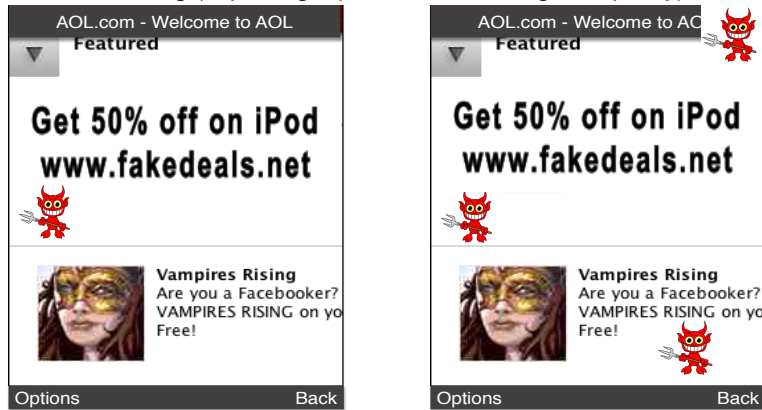 AOL.com - Welcome to AOL
Featured
Get 50% off on iPod
www.fakedeals.net
Vampires Rising
Are you a Facebooker?
VAMPIRES RISING on yo
Free!
Options Back
AOL.com - Welcome to AO
Featured
Get 50% off on iPod
www.fakedeals.net
Vampires Rising
Are you a Facebooker?
VAMPIRES RISING on yo
Free!
Options Back